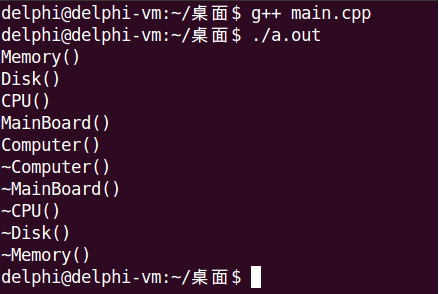 delphi@delphi-vm:~/桌面$ g++ main.cpp
delphi@delphi-vm:~/桌面$ ./a.out
Memory()
Disk()
CPU()
MainBoard()
Computer()
~Computer()
~MainBoard()
~CPU()
~Disk()
~Memory()
delphi@delphi-vm:~/桌面$